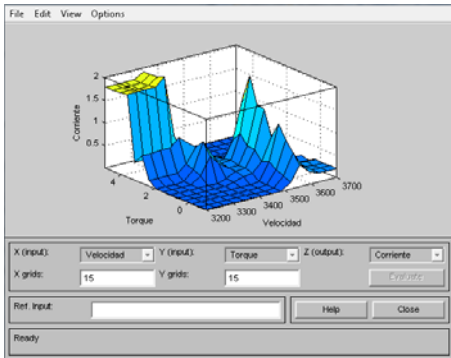 File Edit View Options
2
1.5
1
0.5
Corriente
4
2
0
Torque
3200 3300 3400 3500 3600 3700
Velocidad
X (input): Velocidad Y (input): Torque Z (output): Corriente
X grids: 15 Y grids: 15 Evaluate
Ref. Input: Help Close
Ready